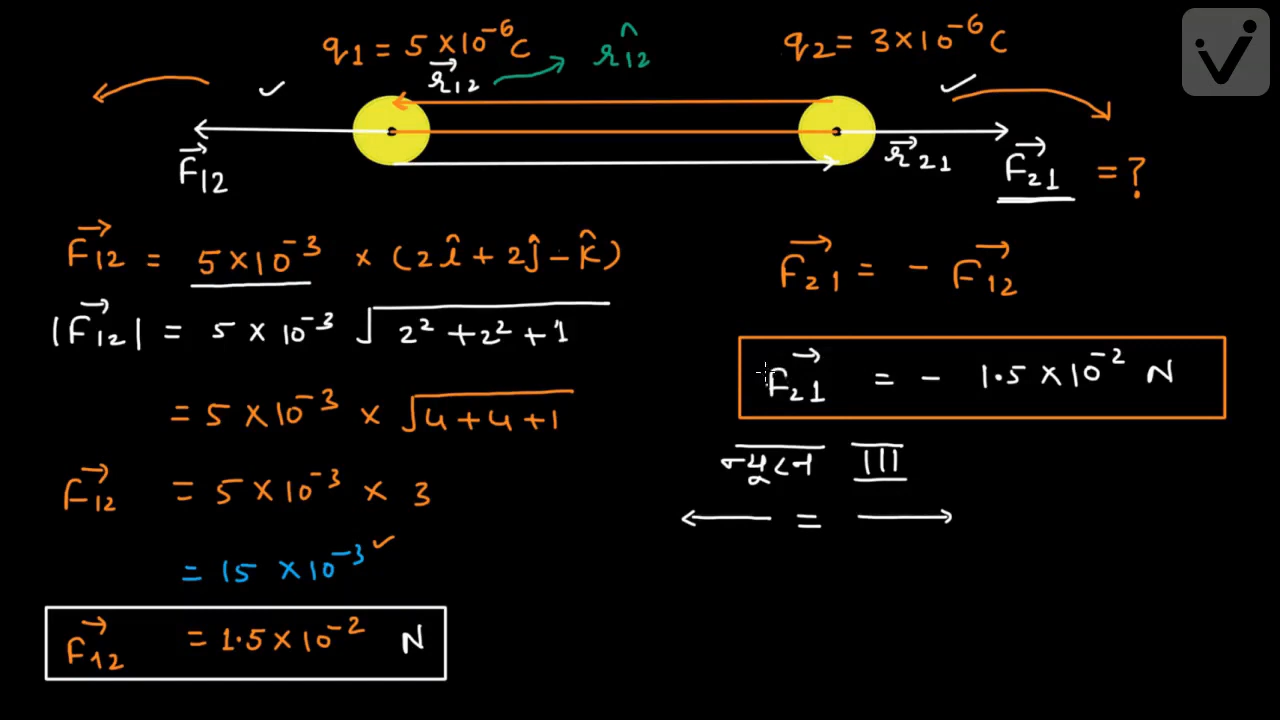 q1 = 5×10⁻⁶ C
r⃗12
r̂12
q2 = 3×10⁻⁶ C
F⃗12
r⃗21
F⃗21 = ?
F⃗12 = 5×10⁻³ × (2î + 2ĵ - k̂)
|F⃗12| = 5 × 10⁻³ √(2² + 2² + 1)
= 5 × 10⁻³ × √(4 + 4 + 1)
F⃗12 = 5 × 10⁻³ × 3
= 15 × 10⁻³
F⃗12 = 1.5 × 10⁻² N
F⃗21 = - F⃗12
F⃗21 = - 1.5 × 10⁻² N
III
=